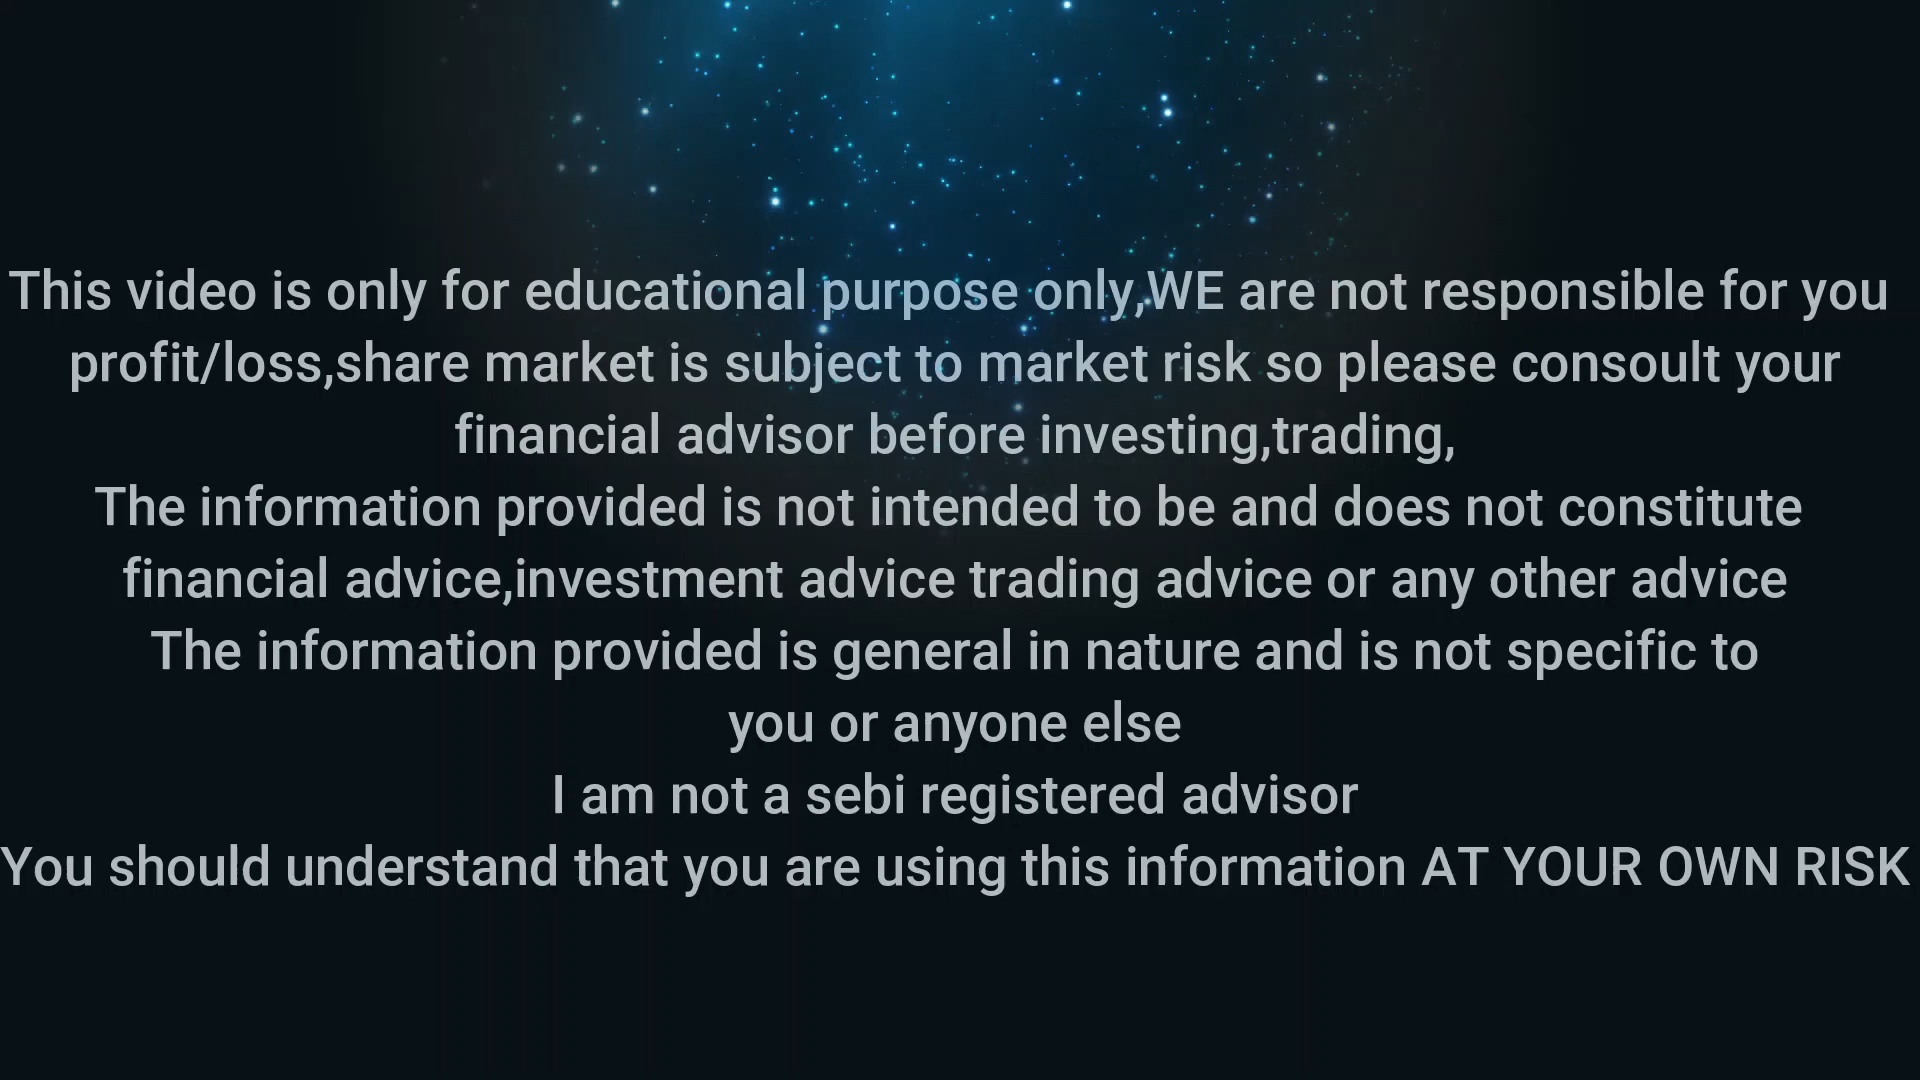 This video is only for educational purpose only,WE are not responsible for you
profit/loss,share market is subject to market risk so please consoult your
financial advisor before investing,trading,
The information provided is not intended to be and does not constitute
financial advice,investment advice trading advice or any other advice
The information provided is general in nature and is not specific to
you or anyone else
I am not a sebi registered advisor
You should understand that you are using this information AT YOUR OWN RISK